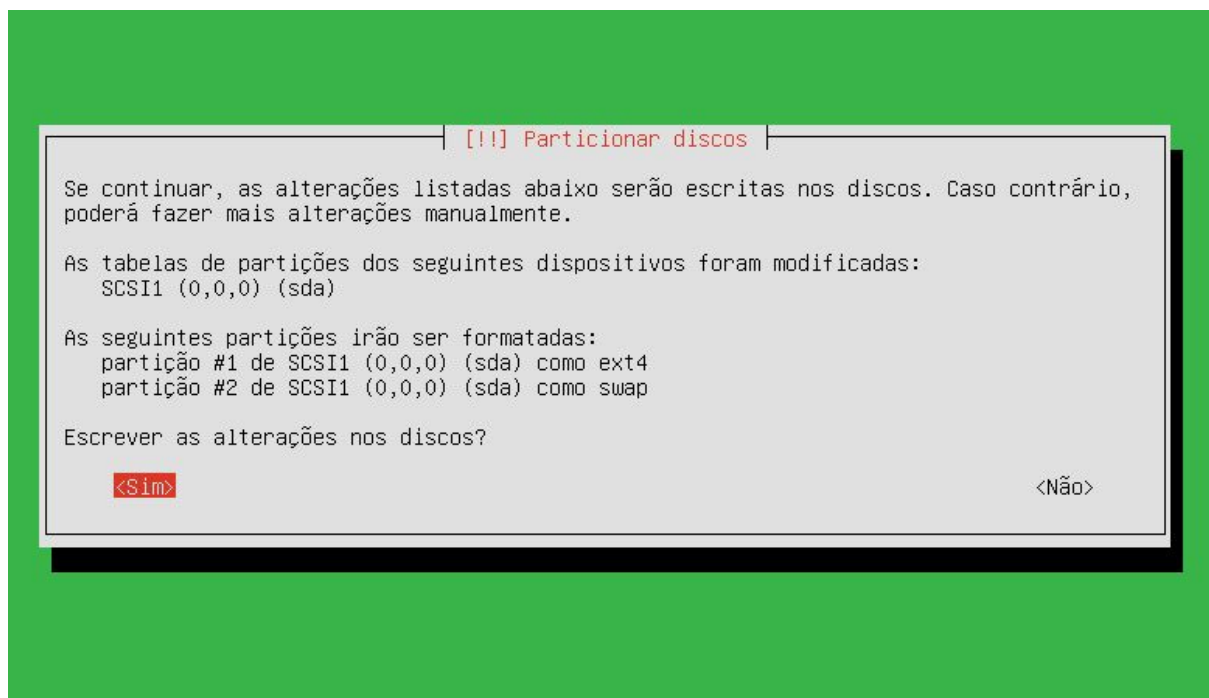 [!!] Particionar discos
Se continuar, as alterações listadas abaixo serão escritas nos discos. Caso contrário,
poderá fazer mais alterações manualmente.
As tabelas de partições dos seguintes dispositivos foram modificadas:
SCSI1 (0,0,0) (sda)
As seguintes partições irão ser formatadas:
partição #1 de SCSI1 (0,0,0) (sda) como ext4
partição #2 de SCSI1 (0,0,0) (sda) como swap
Escrever as alterações nos discos?
<Sim> <Não>